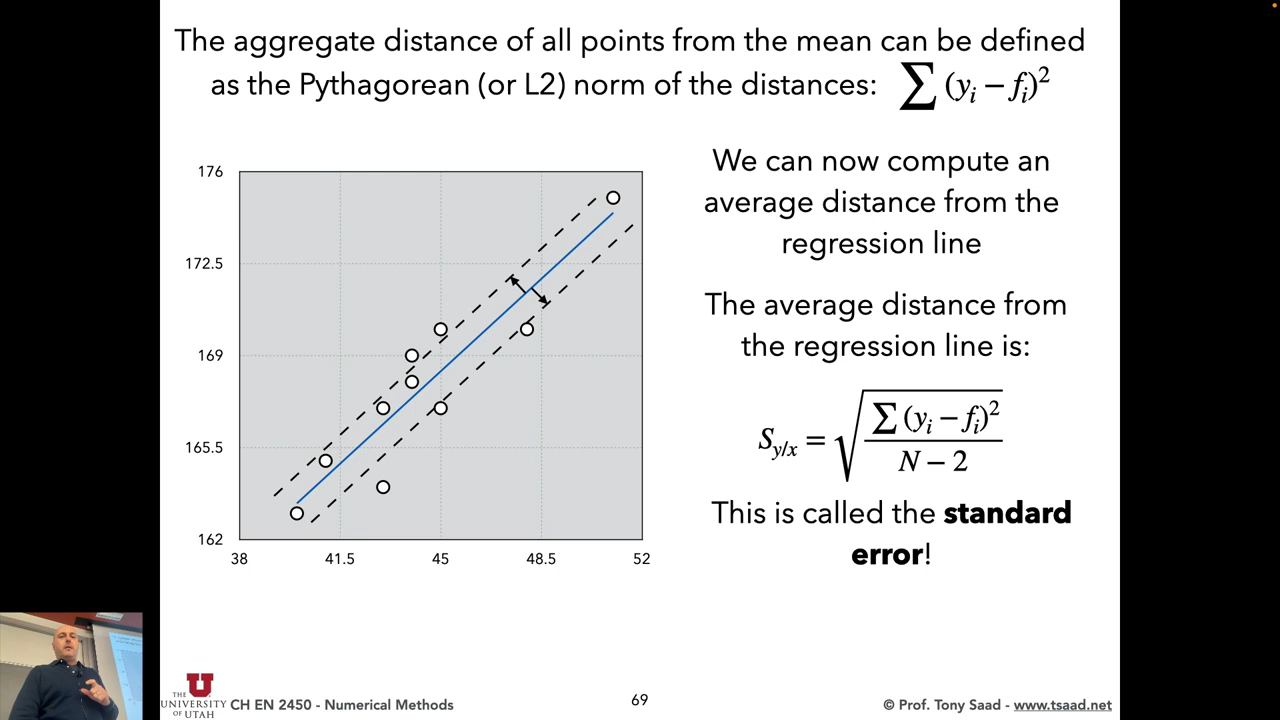 The aggregate distance of all points from the mean can be defined
as the Pythagorean (or L2) norm of the distances: ∑ (yᵢ − fᵢ)²
We can now compute an
average distance from the
regression line
The average distance from
the regression line is:
S_{y/x} = √(∑ (yᵢ − fᵢ)² / (N − 2))
This is called the standard
error!
176
172.5
169
165.5
162
38 41.5 45 48.5 52
THE
UNIVERSITY
OF UTAH
U
CH EN 2450 - Numerical Methods
69
© Prof. Tony Saad - www.tsaad.net